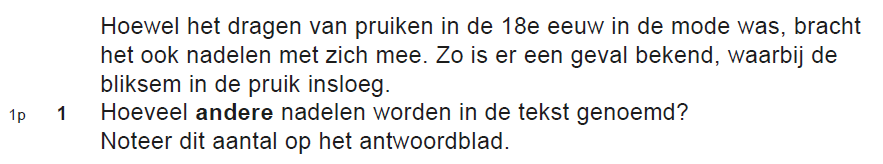 Hoewel het dragen van pruiken in de 18e eeuw in de mode was, bracht
het ook nadelen met zich mee. Zo is er een geval bekend, waarbij de
bliksem in de pruik insloeg.
1p 1 Hoeveel andere nadelen worden in de tekst genoemd?
Noteer dit aantal op het antwoordblad.